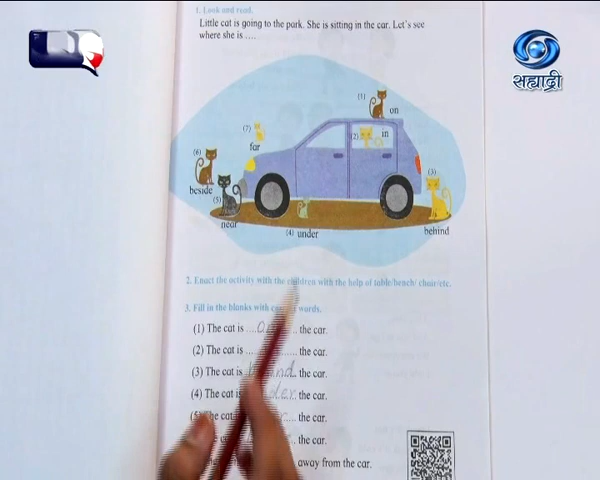 1. Look and read.
Little cat is going to the park. She is sitting in the car. Let's see
where she is ....
सह्याद्री
(1)
on
(2)
in
(7)
far
(6)
beside
(3)
behind
(5)
near
(4) under
2. Enact the activity with the children with the help of table/bench/ chair/etc.
3. Fill in the blanks with words.
(1) The cat is .... the car.
(2) The cat is .... the car.
(3) The cat is the car.
(4) The cat is the car.
the car.
the car.
away from the car.